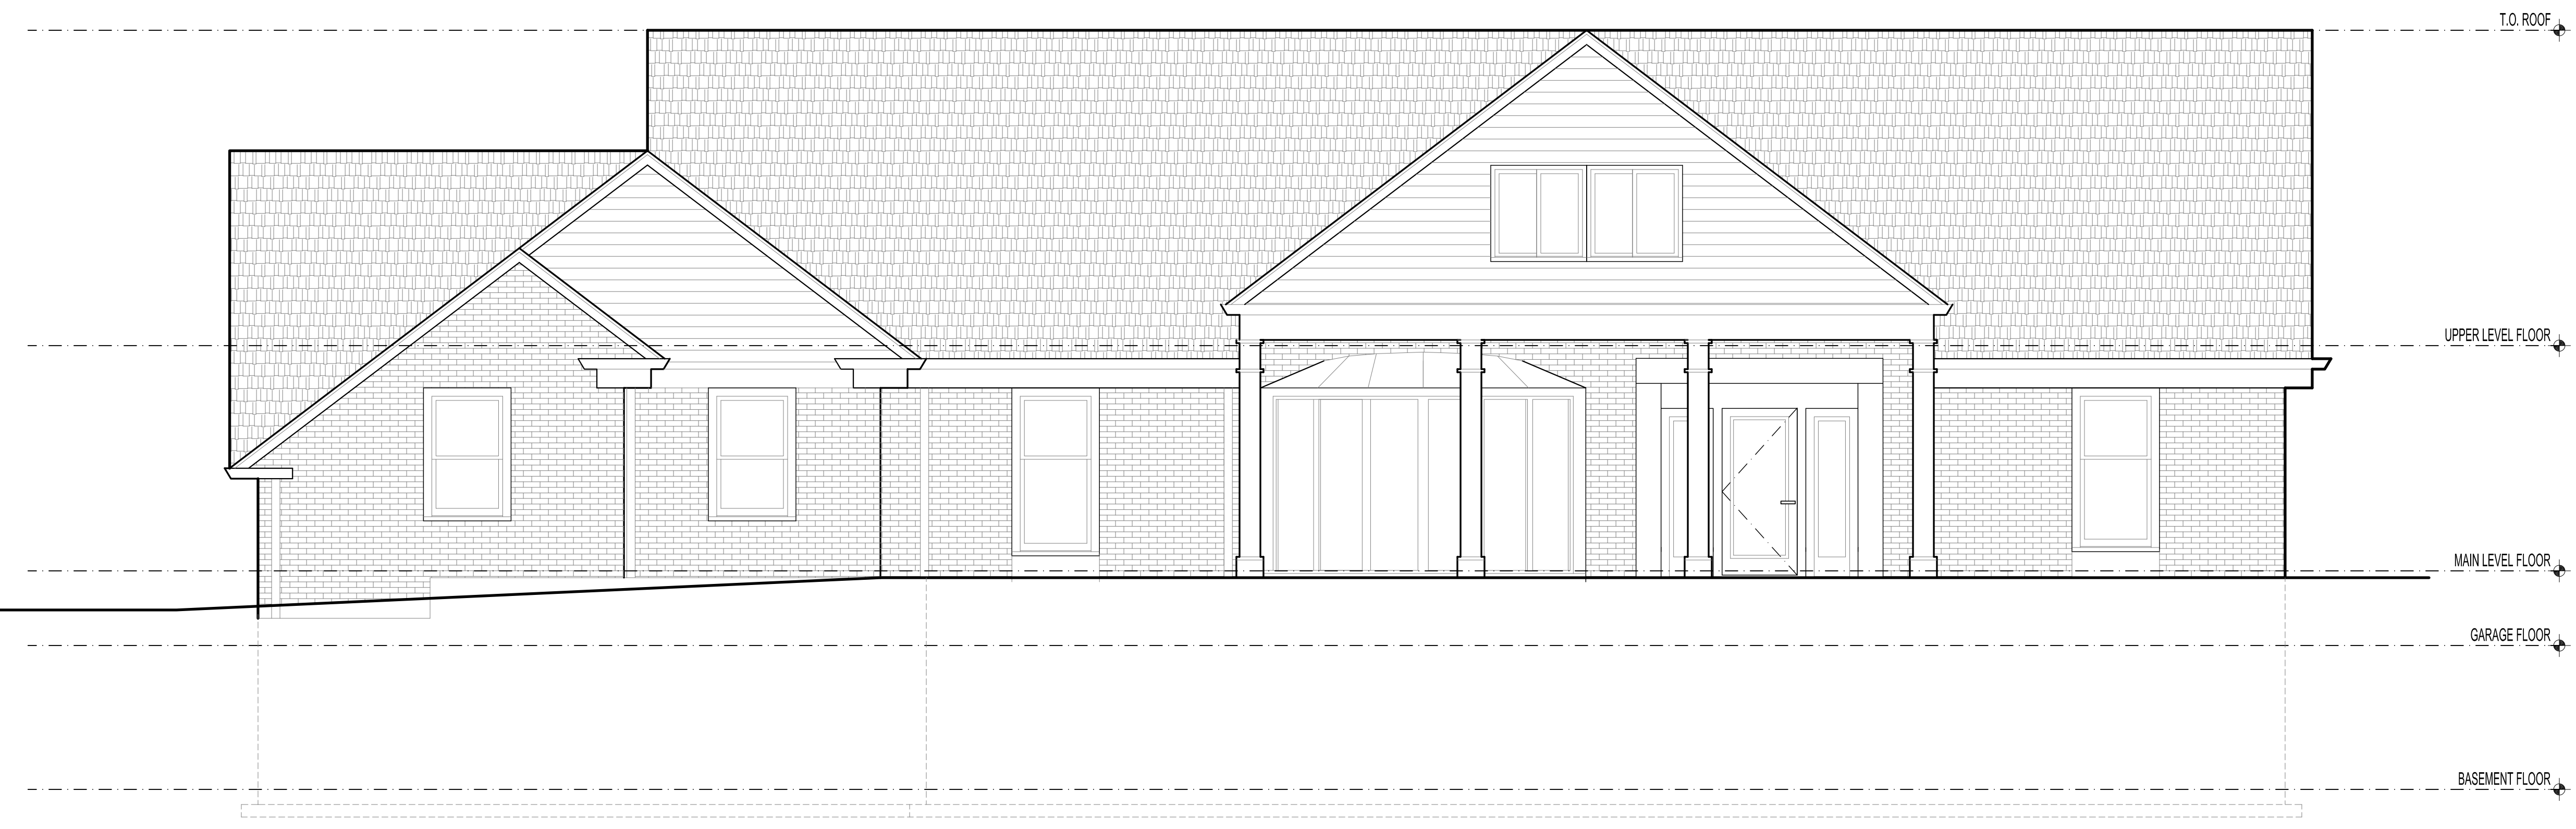 T.O. ROOF
UPPER LEVEL FLOOR
MAIN LEVEL FLOOR
GARAGE FLOOR
BASEMENT FLOOR